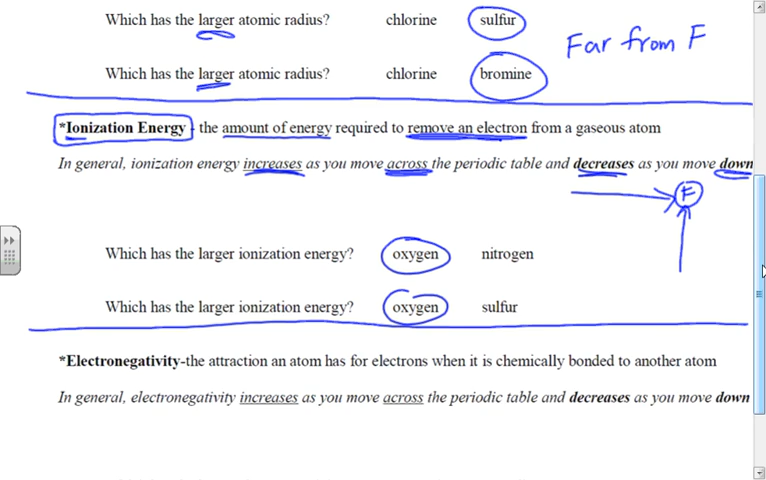 Which has the larger atomic radius? chlorine sulfur
Far from F
Which has the larger atomic radius? chlorine bromine
*Ionization Energy - the amount of energy required to remove an electron from a gaseous atom
In general, ionization energy increases as you move across the periodic table and decreases as you move down
F
Which has the larger ionization energy? oxygen nitrogen
Which has the larger ionization energy? oxygen sulfur
*Electronegativity-the attraction an atom has for electrons when it is chemically bonded to another atom
In general, electronegativity increases as you move across the periodic table and decreases as you move down